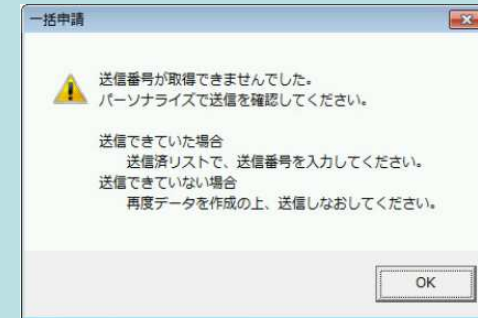 一括申請
送信番号が取得できませんでした。
パーソナライズで送信を確認してください。
送信できていた場合
送信済リストで、送信番号を入力してください。
送信できていない場合
再度データを作成の上、送信しなおしてください。
OK